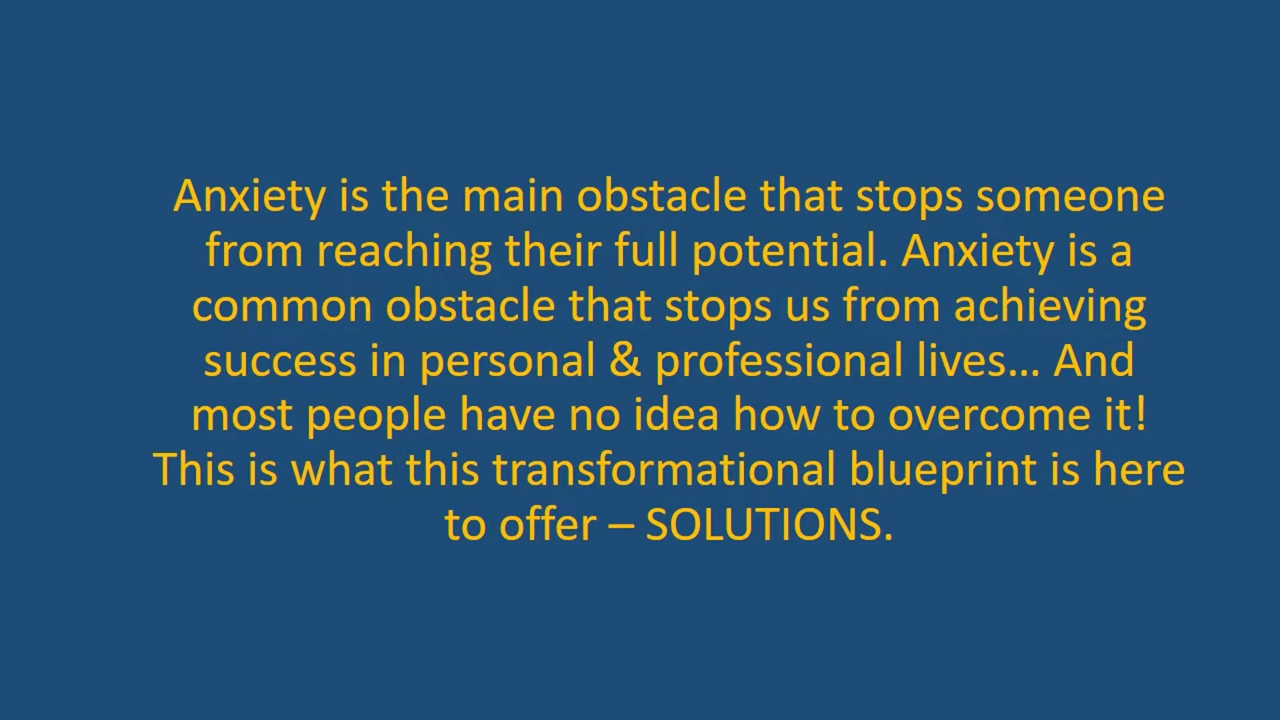 Anxiety is the main obstacle that stops someone
from reaching their full potential. Anxiety is a
common obstacle that stops us from achieving
success in personal & professional lives… And
most people have no idea how to overcome it!
This is what this transformational blueprint is here
to offer – SOLUTIONS.